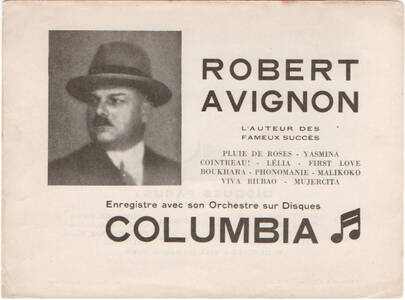 ROBERT
AVIGNON
L'AUTEUR DES
FAMEUX SUCCÈS
PLUIE DE ROSES - YASMINA
COINTREAU! - LÉLIA - FIRST LOVE
BOUKHARA - PHONOMANIE - MALIKOKO
VIVA BILBAO - MUJERCITA
Enregistre avec son Orchestre sur Disques
COLUMBIA